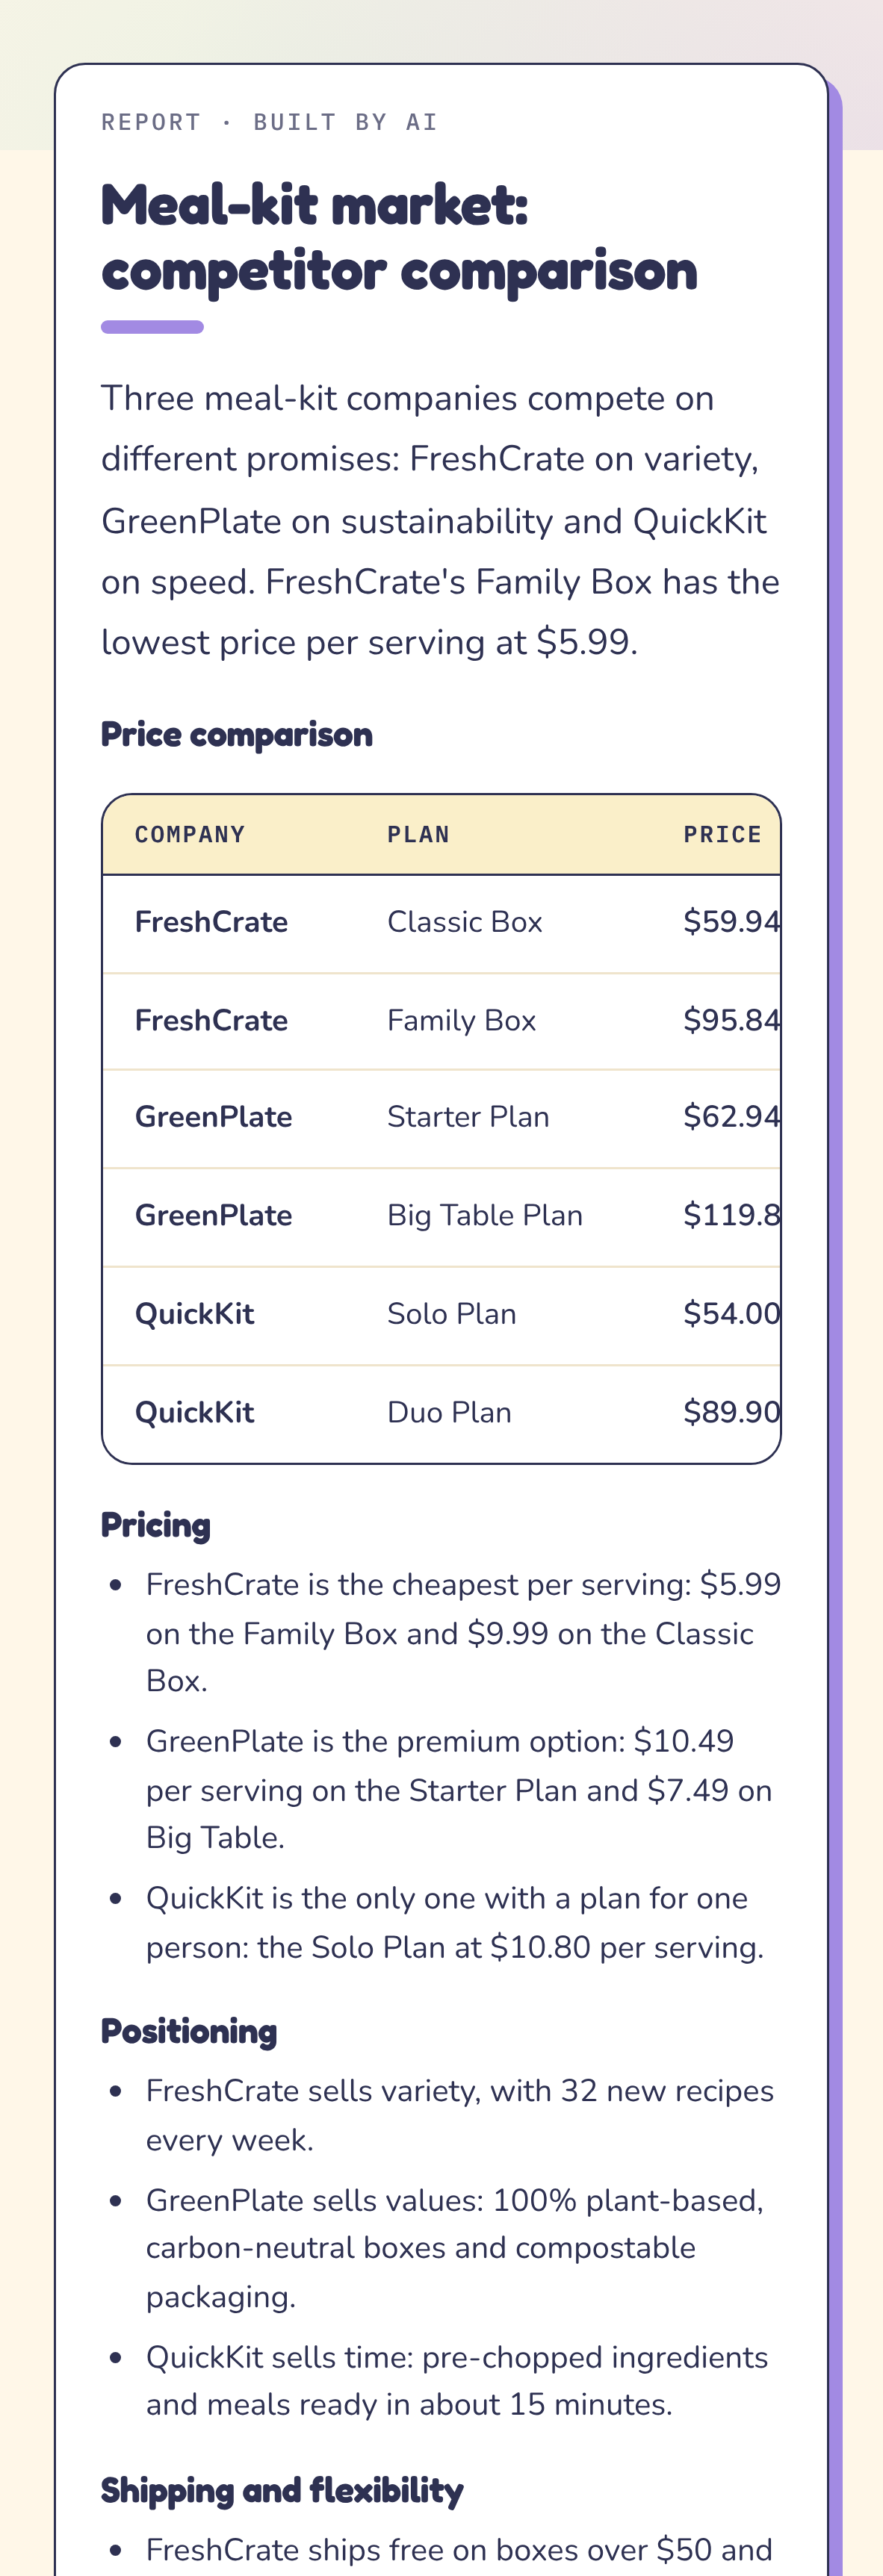 REPORT · BUILT BY AI
Meal-kit market:
competitor comparison
Three meal-kit companies compete on
different promises: FreshCrate on variety,
GreenPlate on sustainability and QuickKit
on speed. FreshCrate's Family Box has the
lowest price per serving at $5.99.
Price comparison
COMPANY PLAN PRICE
FreshCrate Classic Box $59.94
FreshCrate Family Box $95.84
GreenPlate Starter Plan $62.94
GreenPlate Big Table Plan $119.8
QuickKit Solo Plan $54.00
QuickKit Duo Plan $89.90
Pricing
• FreshCrate is the cheapest per serving: $5.99
on the Family Box and $9.99 on the Classic
Box.
• GreenPlate is the premium option: $10.49
per serving on the Starter Plan and $7.49 on
Big Table.
• QuickKit is the only one with a plan for one
person: the Solo Plan at $10.80 per serving.
Positioning
• FreshCrate sells variety, with 32 new recipes
every week.
• GreenPlate sells values: 100% plant-based,
carbon-neutral boxes and compostable
packaging.
• QuickKit sells time: pre-chopped ingredients
and meals ready in about 15 minutes.
Shipping and flexibility
• FreshCrate ships free on boxes over $50 and